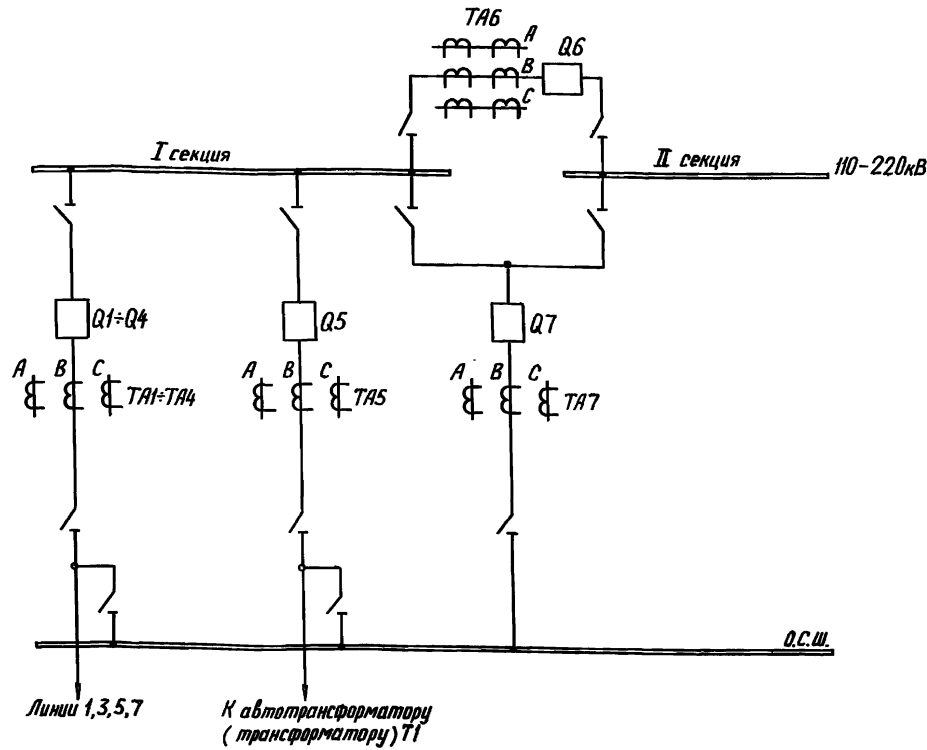 TA6
A
Q6
B
C
I секция
II секция
110-220кВ
Q1÷Q4
Q5
Q7
A B C
TA1÷TA4
A B C
TA5
A B C
TA7
О.С.Ш.
Линии 1,3,5,7
К автотрансформатору
(трансформатору) T1